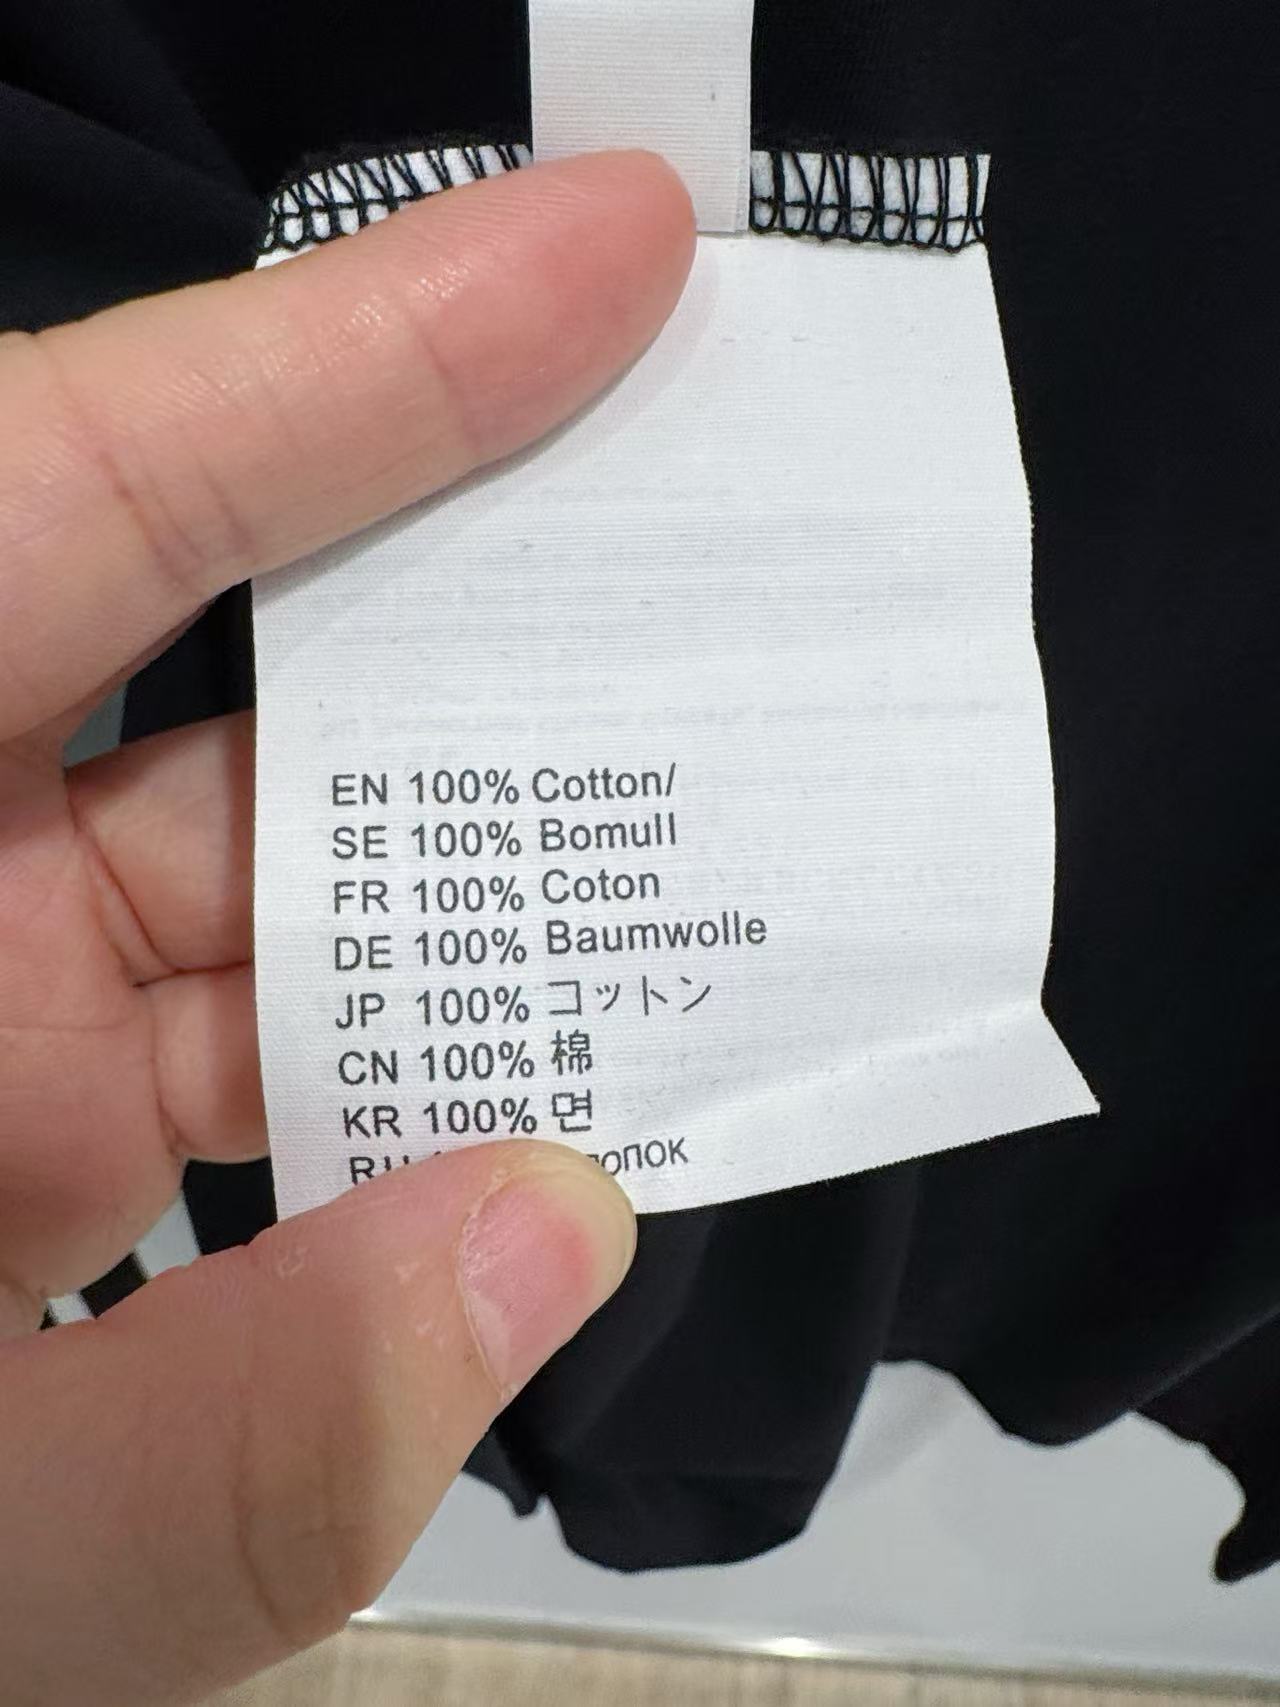 EN 100% Cotton/
SE 100% Bomull
FR 100% Coton
DE 100% Baumwolle
JP 100% コットン
CN 100% 棉
KR 100% 면
RU